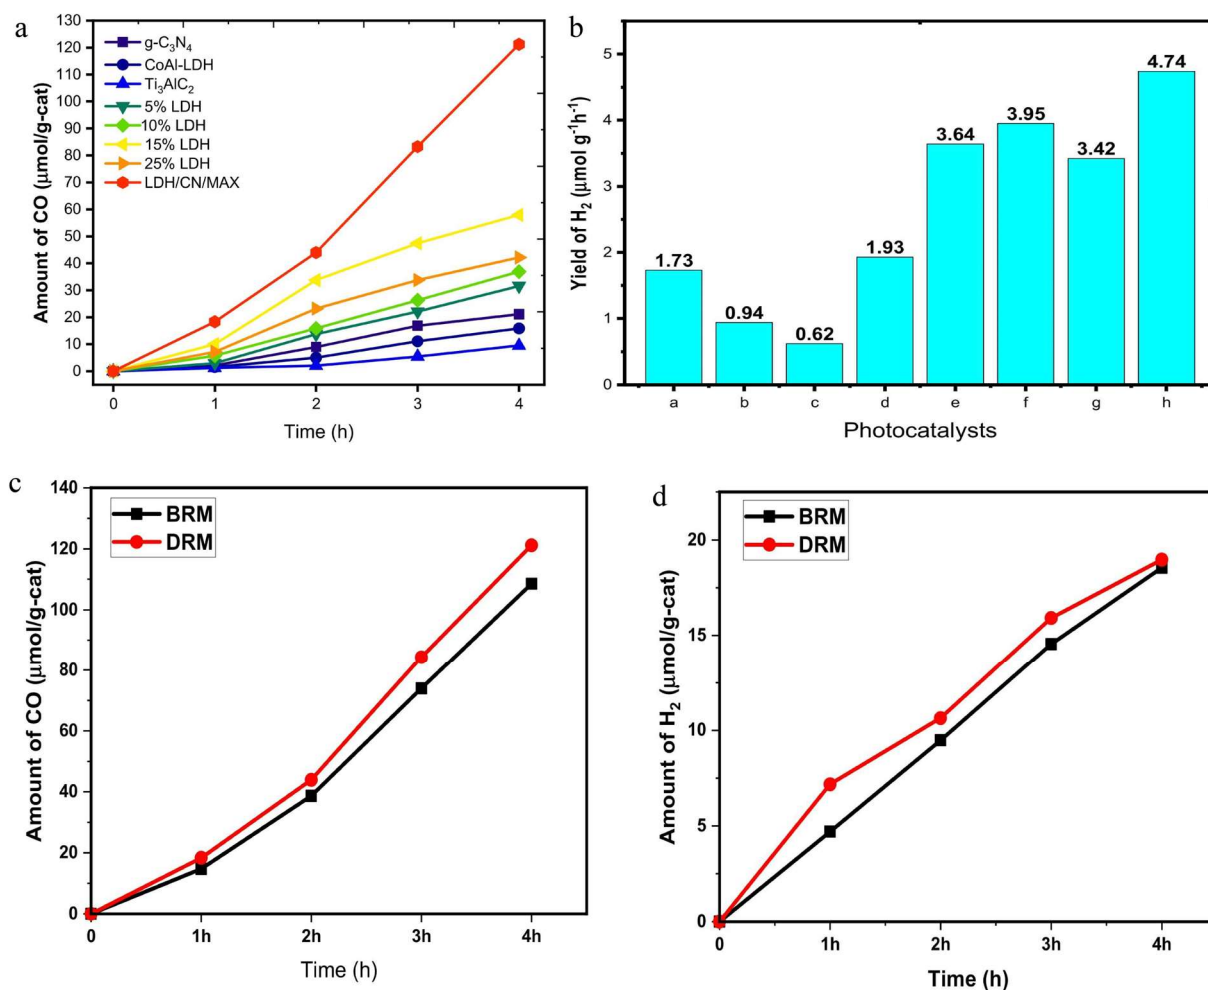 a
Amount of CO (μmol/g-cat)
130
120
110
100
90
80
70
60
50
40
30
20
10
0
g-C₃N₄
CoAl-LDH
Ti₃AlC₂
5% LDH
10% LDH
15% LDH
25% LDH
LDH/CN/MAX
0 1 2 3 4
Time (h)
b
Yield of H₂ (μmol g⁻¹h⁻¹)
5
4
3
2
1
0
1.73
0.94
0.62
1.93
3.64
3.95
3.42
4.74
a b c d e f g h
Photocatalysts
c
Amount of CO (μmol/g-cat)
140
120
100
80
60
40
20
0
BRM
DRM
0 1h 2h 3h 4h
Time (h)
d
Amount of H₂ (μmol/g-cat)
20
15
10
5
0
BRM
DRM
0 1h 2h 3h 4h
Time (h)